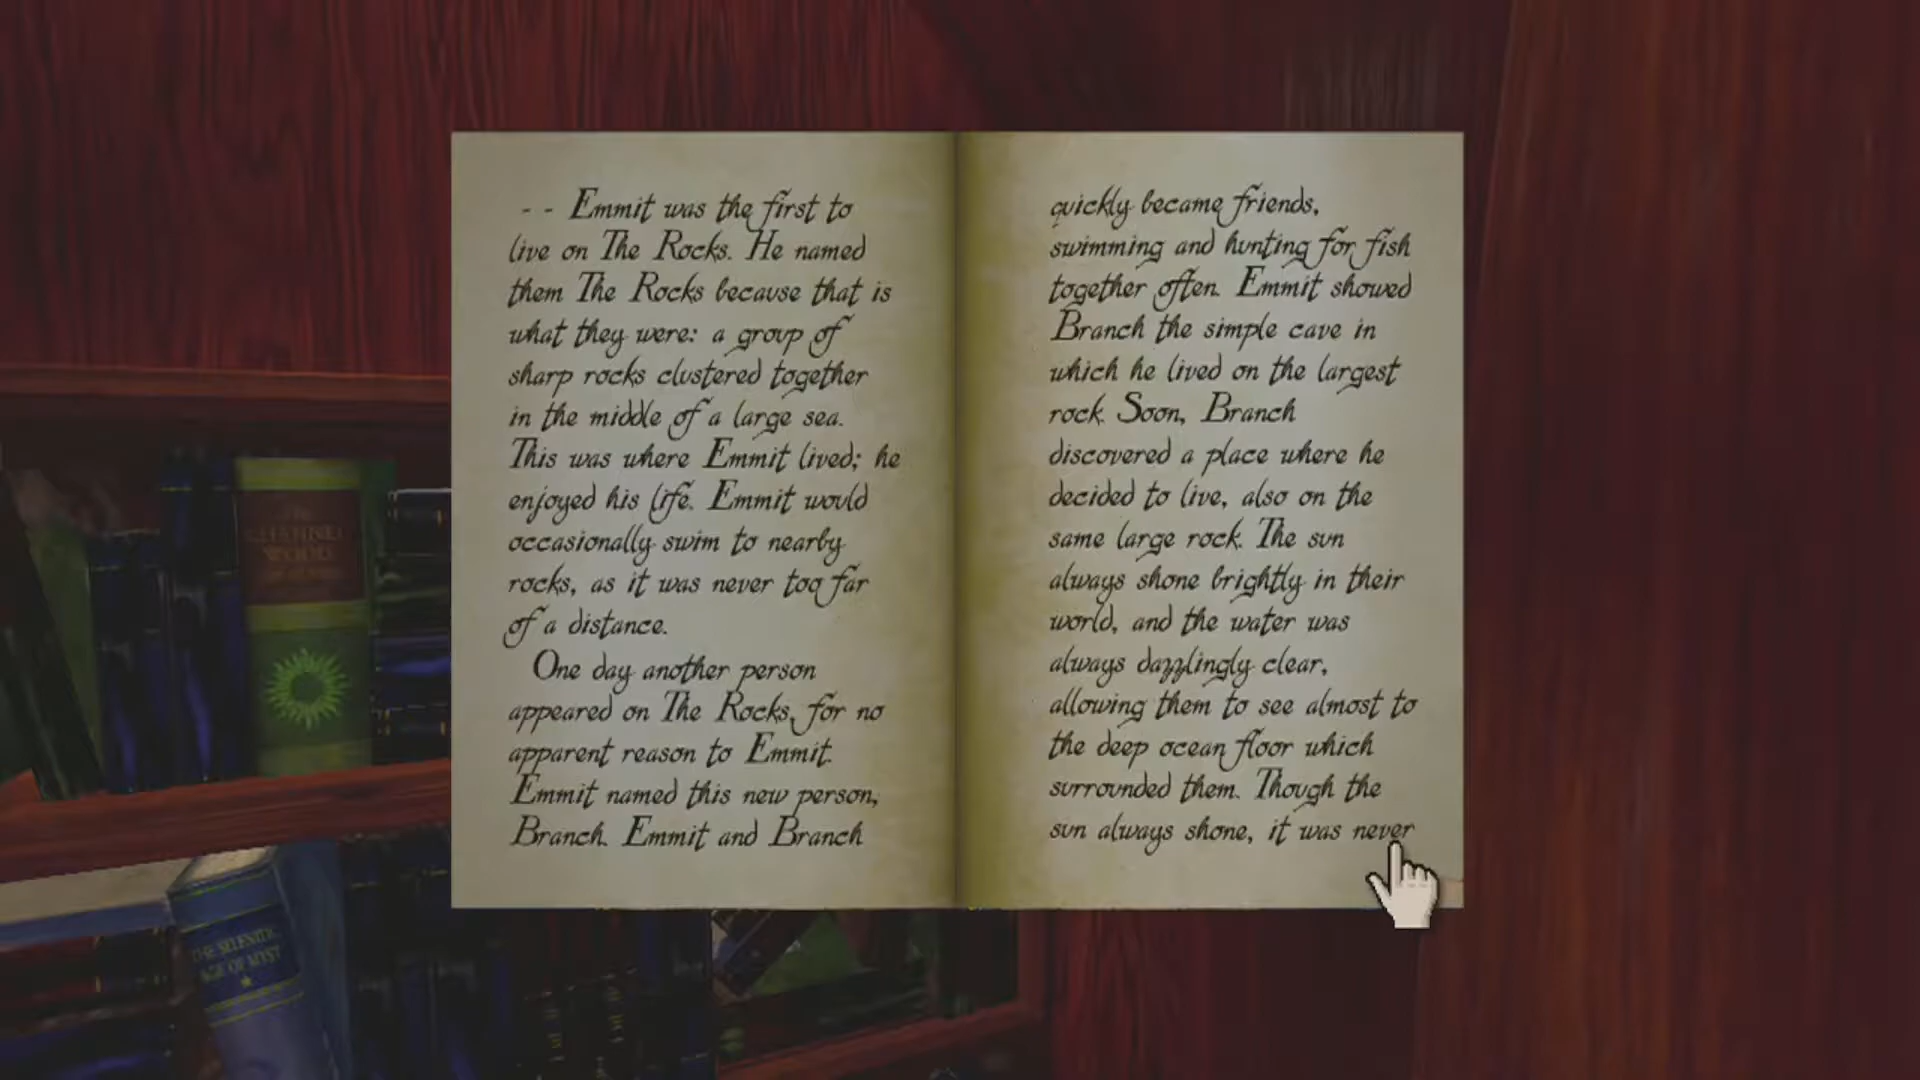 - - Emmit was the first to
live on The Rocks. He named
them The Rocks because that is
what they were: a group of
sharp rocks clustered together
in the middle of a large sea.
This was where Emmit lived; he
enjoyed his life. Emmit would
occasionally swim to nearby
rocks, as it was never too far
of a distance.
One day another person
appeared on The Rocks, for no
apparent reason to Emmit.
Emmit named this new person,
Branch. Emmit and Branch
quickly became friends,
swimming and hunting for fish
together often. Emmit showed
Branch the simple cave in
which he lived on the largest
rock. Soon, Branch
discovered a place where he
decided to live, also on the
same large rock. The sun
always shone brightly in their
world, and the water was
always dazzlingly clear,
allowing them to see almost to
the deep ocean floor which
surrounded them. Though the
sun always shone, it was never
CHANNEL
WOOD
THE SELENITIC
AGE OF MYST